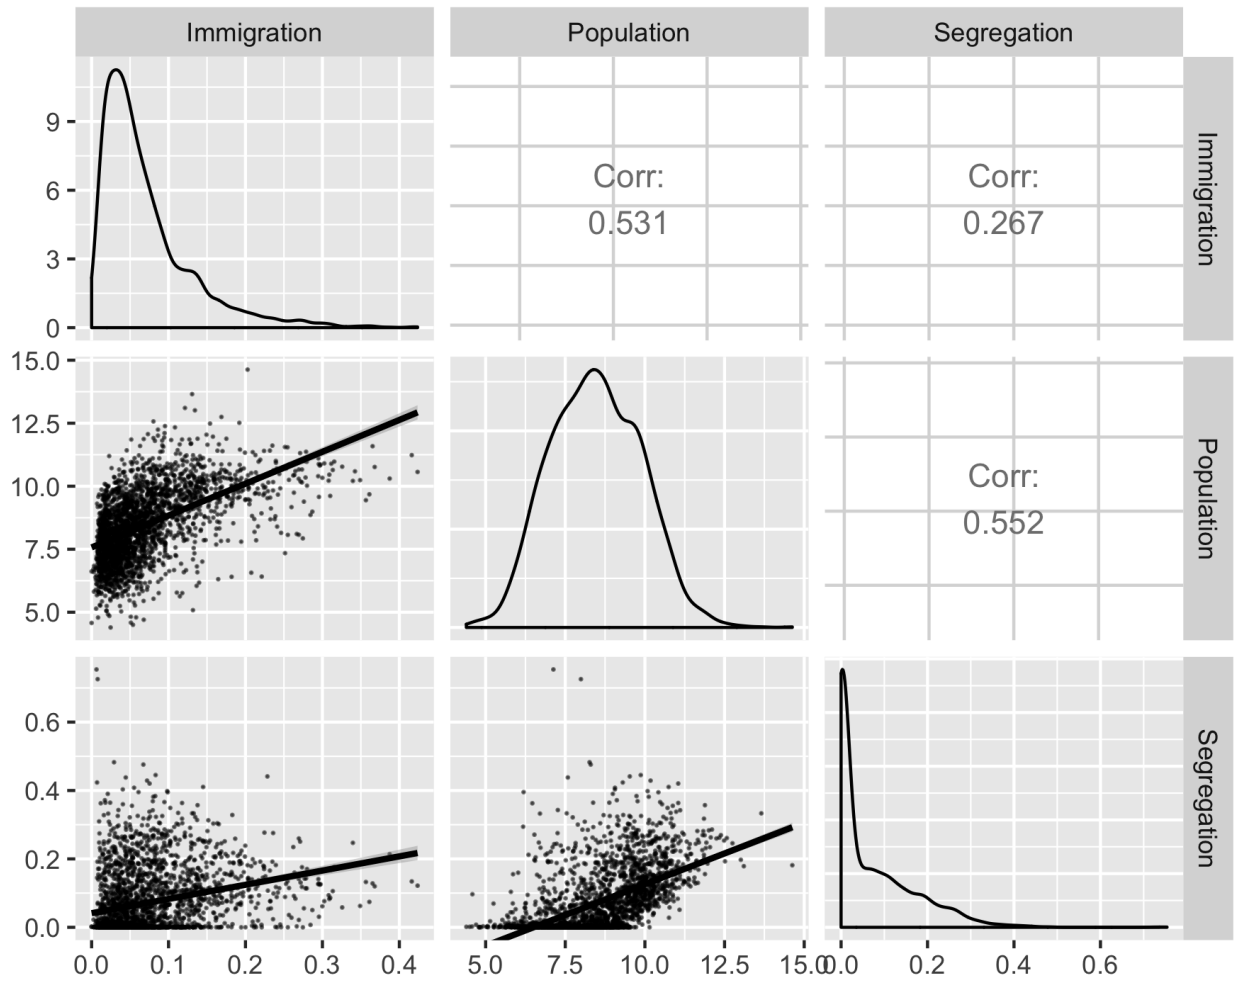 Immigration
Population
Segregation
9
6
3
0
Corr:
0.531
Corr:
0.267
Immigration
15.0
12.5
10.0
7.5
5.0
Corr:
0.552
Population
0.6
0.4
0.2
0.0
Segregation
0.0 0.1 0.2 0.3 0.4
5.0 7.5 10.0 12.5 15.0
0.0 0.2 0.4 0.6